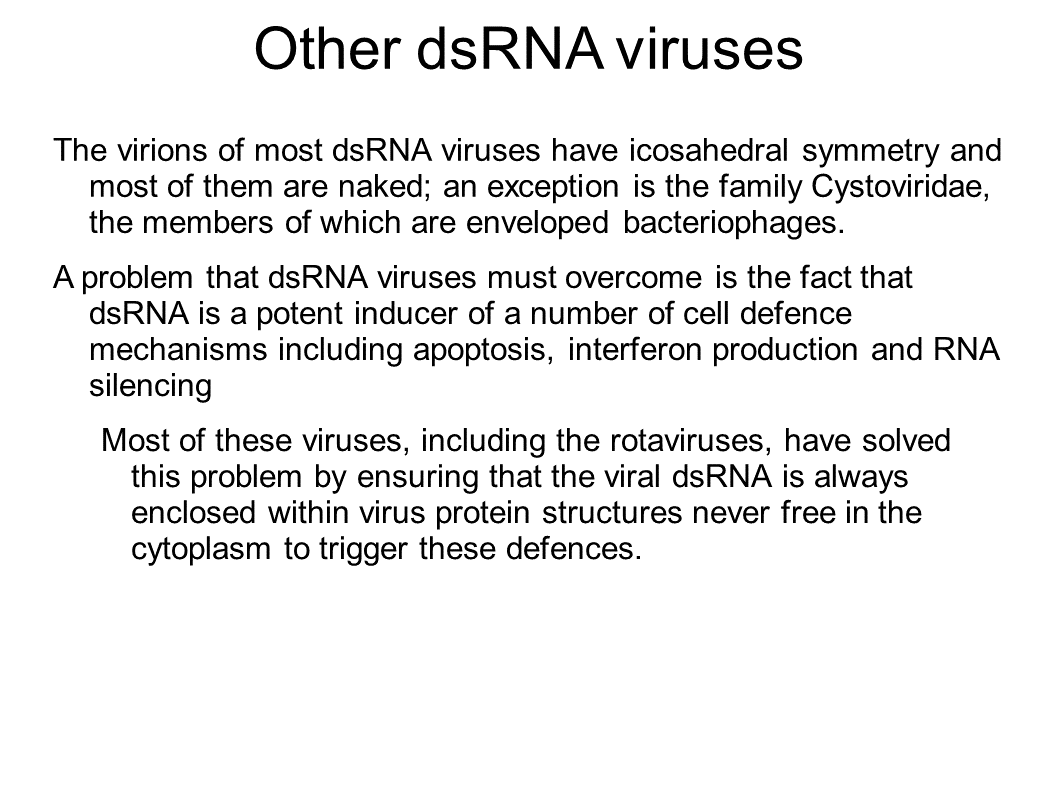 Other dsRNA viruses
The virions of most dsRNA viruses have icosahedral symmetry and
most of them are naked; an exception is the family Cystoviridae,
the members of which are enveloped bacteriophages.
A problem that dsRNA viruses must overcome is the fact that
dsRNA is a potent inducer of a number of cell defence
mechanisms including apoptosis, interferon production and RNA
silencing
Most of these viruses, including the rotaviruses, have solved
this problem by ensuring that the viral dsRNA is always
enclosed within virus protein structures never free in the
cytoplasm to trigger these defences.